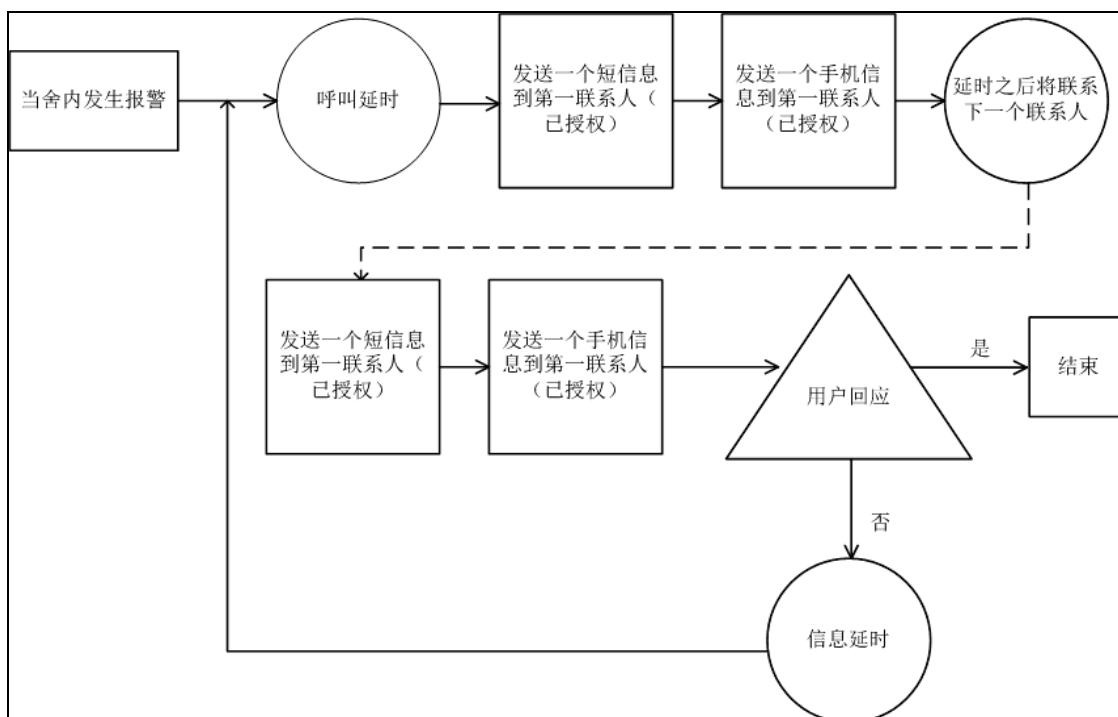 当舍内发生报警
呼叫延时
发送一个短信息
到第一联系人（
已授权）
发送一个手机信
息到第一联系人
（已授权）
延时之后将联系
下一个联系人
发送一个短信息
到第一联系人（
已授权）
发送一个手机信
息到第一联系人
（已授权）
用户回应
是
结束
否
信息延时